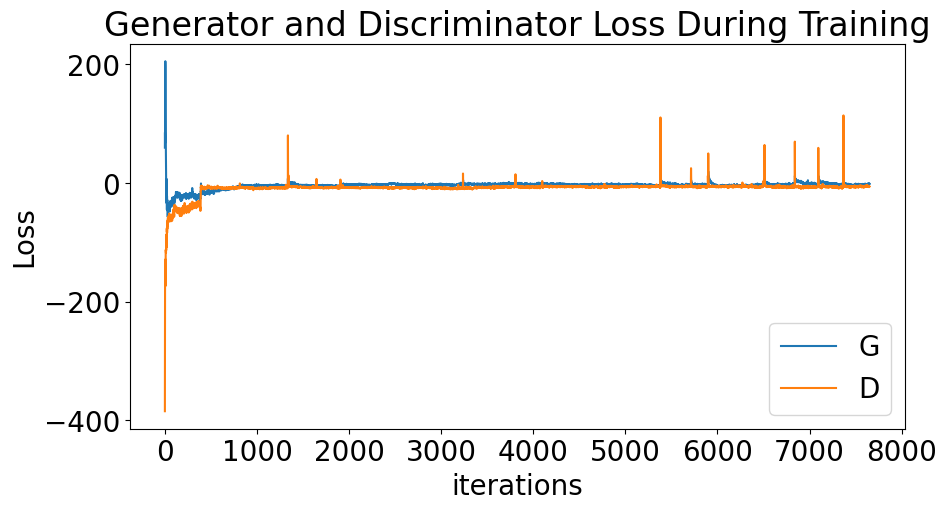 Generator and Discriminator Loss During Training
200
0
−200
−400
Loss
0 1000 2000 3000 4000 5000 6000 7000 8000
iterations
G
D